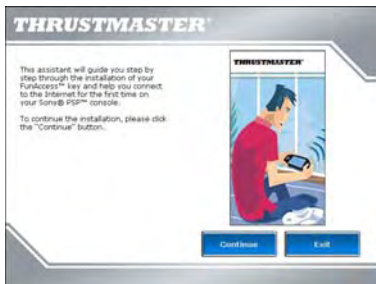 THRUSTMASTER®
This assistant will guide you step by
step through the installation of your
FunAccess™ key and help you connect
to the Internet for the first time on
your Sony® PSP™ console.
To continue the installation, please click
the "Continue" button.
THRUSTMASTER
Continue
Exit